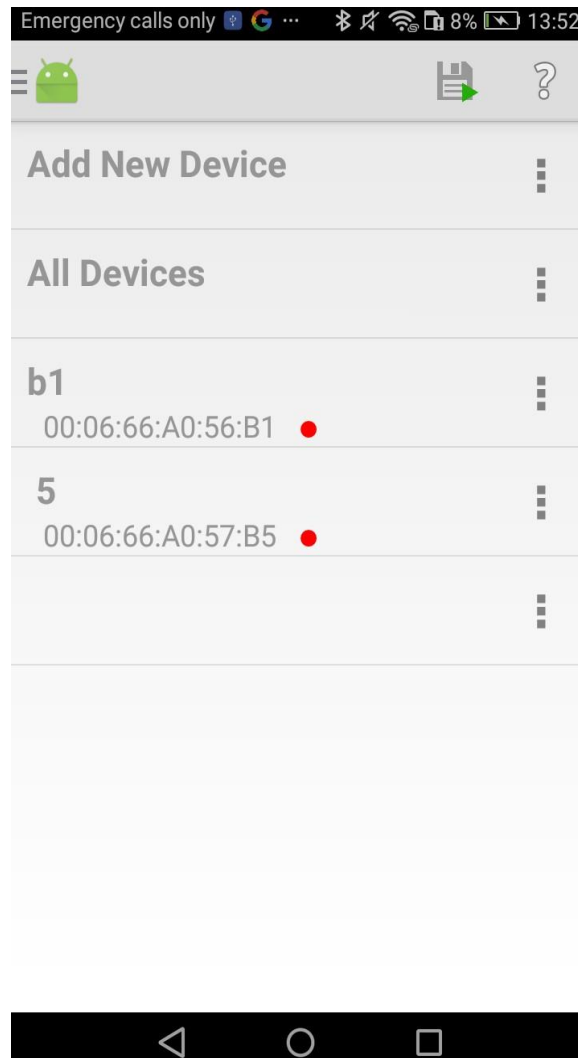 Emergency calls only 8% 13:52
Add New Device
All Devices
b1
00:06:66:A0:56:B1
5
00:06:66:A0:57:B5